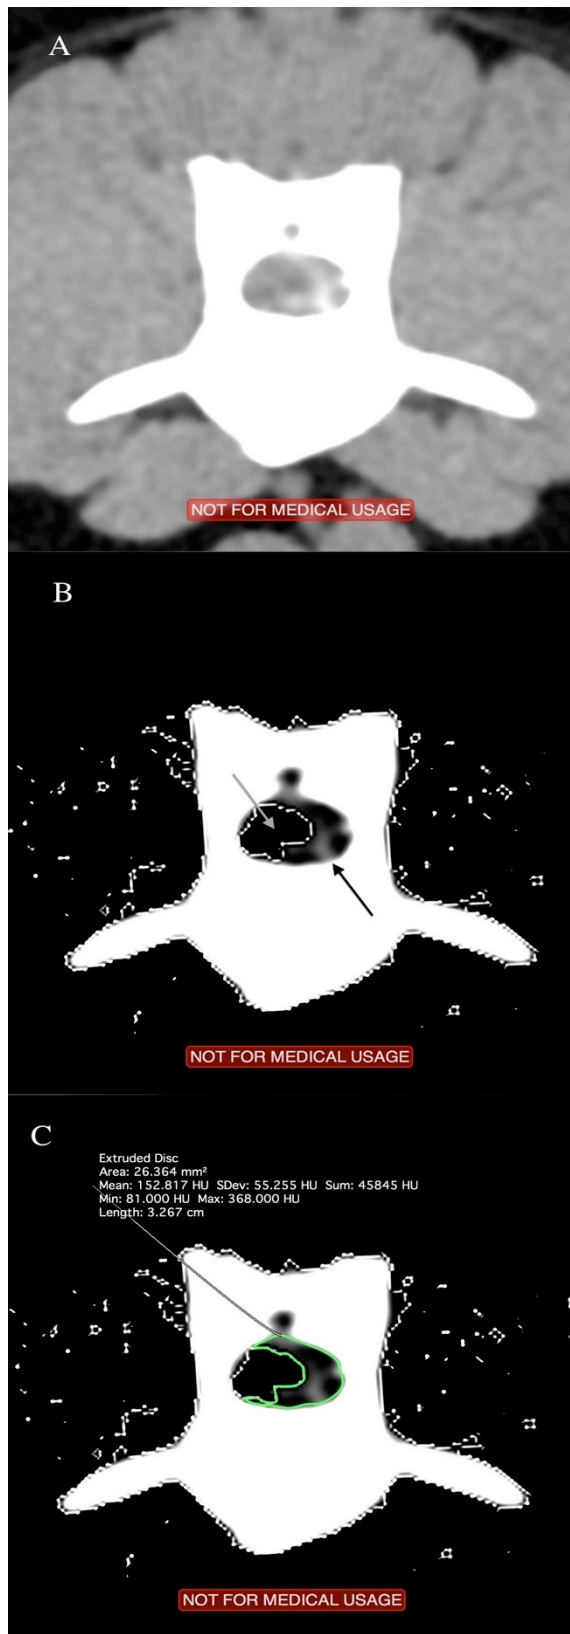 A
NOT FOR MEDICAL USAGE
B
NOT FOR MEDICAL USAGE
C
Extruded Disc
Area: 26.364 mm²
Mean: 152.817 HU SDev: 55.255 HU Sum: 45845 HU
Min: 81.000 HU Max: 368.000 HU
Length: 3.267 cm
NOT FOR MEDICAL USAGE